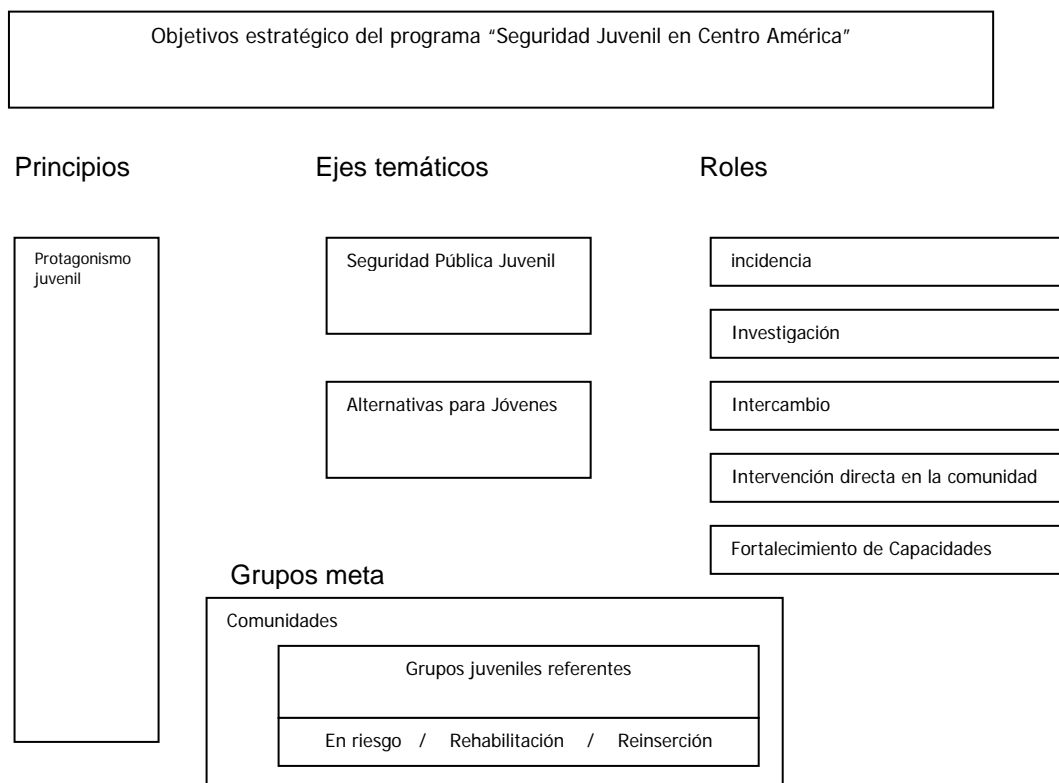 Objetivos estratégico del programa “Seguridad Juvenil en Centro América”
Principios
Ejes temáticos
Roles
Protagonismo
juvenil
Seguridad Pública Juvenil
Alternativas para Jóvenes
incidencia
Investigación
Intercambio
Intervención directa en la comunidad
Fortalecimiento de Capacidades
Grupos meta
Comunidades
Grupos juveniles referentes
En riesgo / Rehabilitación / Reinserción